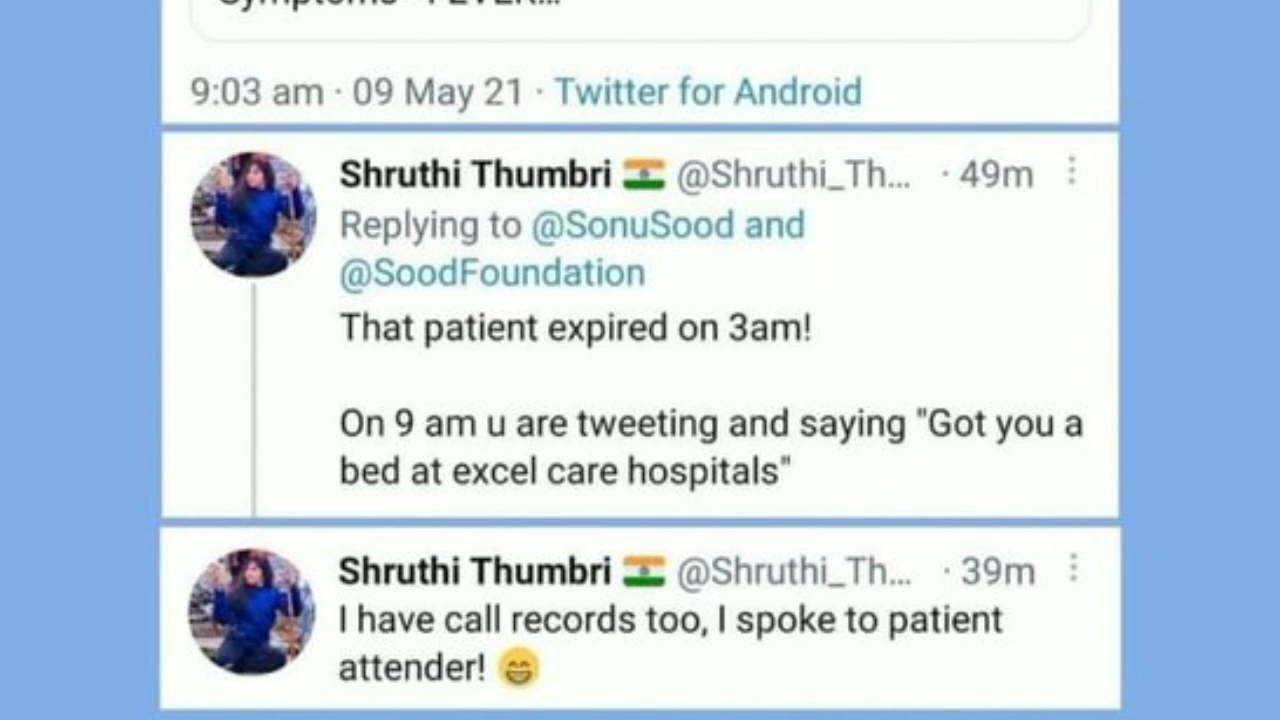 Symptoms - FEVER...
9:03 am · 09 May 21 · Twitter for Android
Shruthi Thumbri 🇮🇳 @Shruthi_Th... · 49m
Replying to @SonuSood and
@SoodFoundation
That patient expired on 3am!
On 9 am u are tweeting and saying "Got you a
bed at excel care hospitals"
Shruthi Thumbri 🇮🇳 @Shruthi_Th... · 39m
I have call records too, I spoke to patient
attender! 😁